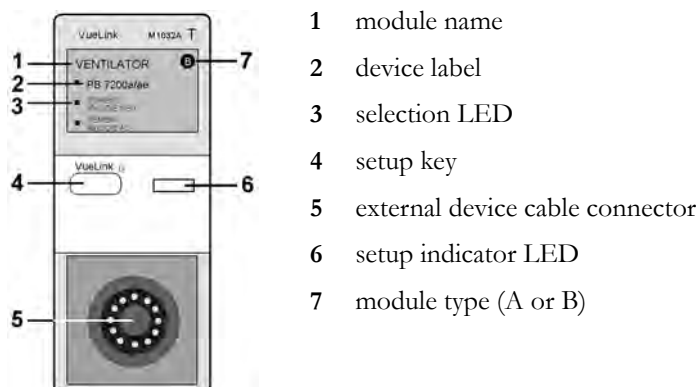 VueLink M1032A T
1 VENTILATOR B 7
2 PB 7200a/ae
3
VueLink
4 6
5
1 module name
2 device label
3 selection LED
4 setup key
5 external device cable connector
6 setup indicator LED
7 module type (A or B)